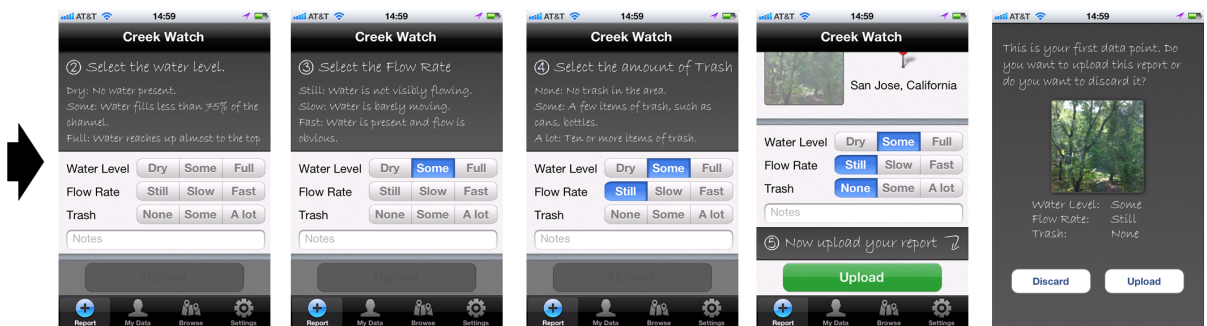 AT&T 14:59
Creek Watch
② Select the water level.
Dry: No water present.
Some: Water fills less than 75% of the
channel.
Full: Water reaches up almost to the top
Water Level Dry Some Full
Flow Rate Still Slow Fast
Trash None Some A lot
Notes
Upload
Report My Data Browse Settings
AT&T 14:59
Creek Watch
③ Select the Flow Rate
Still: Water is not visibly flowing.
Slow: Water is barely moving.
Fast: Water is present and flow is
obvious.
Water Level Dry Some Full
Flow Rate Still Slow Fast
Trash None Some A lot
Notes
Upload
Report My Data Browse Settings
AT&T 14:59
Creek Watch
④ Select the amount of Trash
None: No trash in the area.
Some: A few items of trash, such as
cans, bottles.
A lot: Ten or more items of trash.
Water Level Dry Some Full
Flow Rate Still Slow Fast
Trash None Some A lot
Notes
Upload
Report My Data Browse Settings
AT&T 14:59
Creek Watch
San Jose, California
Water Level Dry Some Full
Flow Rate Still Slow Fast
Trash None Some A lot
Notes
⑤ Now upload your report
Upload
Report My Data Browse Settings
AT&T 14:59
This is your first data point. Do
you want to upload this report or
do you want to discard it?
Water Level: Some
Flow Rate: Still
Trash: None
Discard Upload